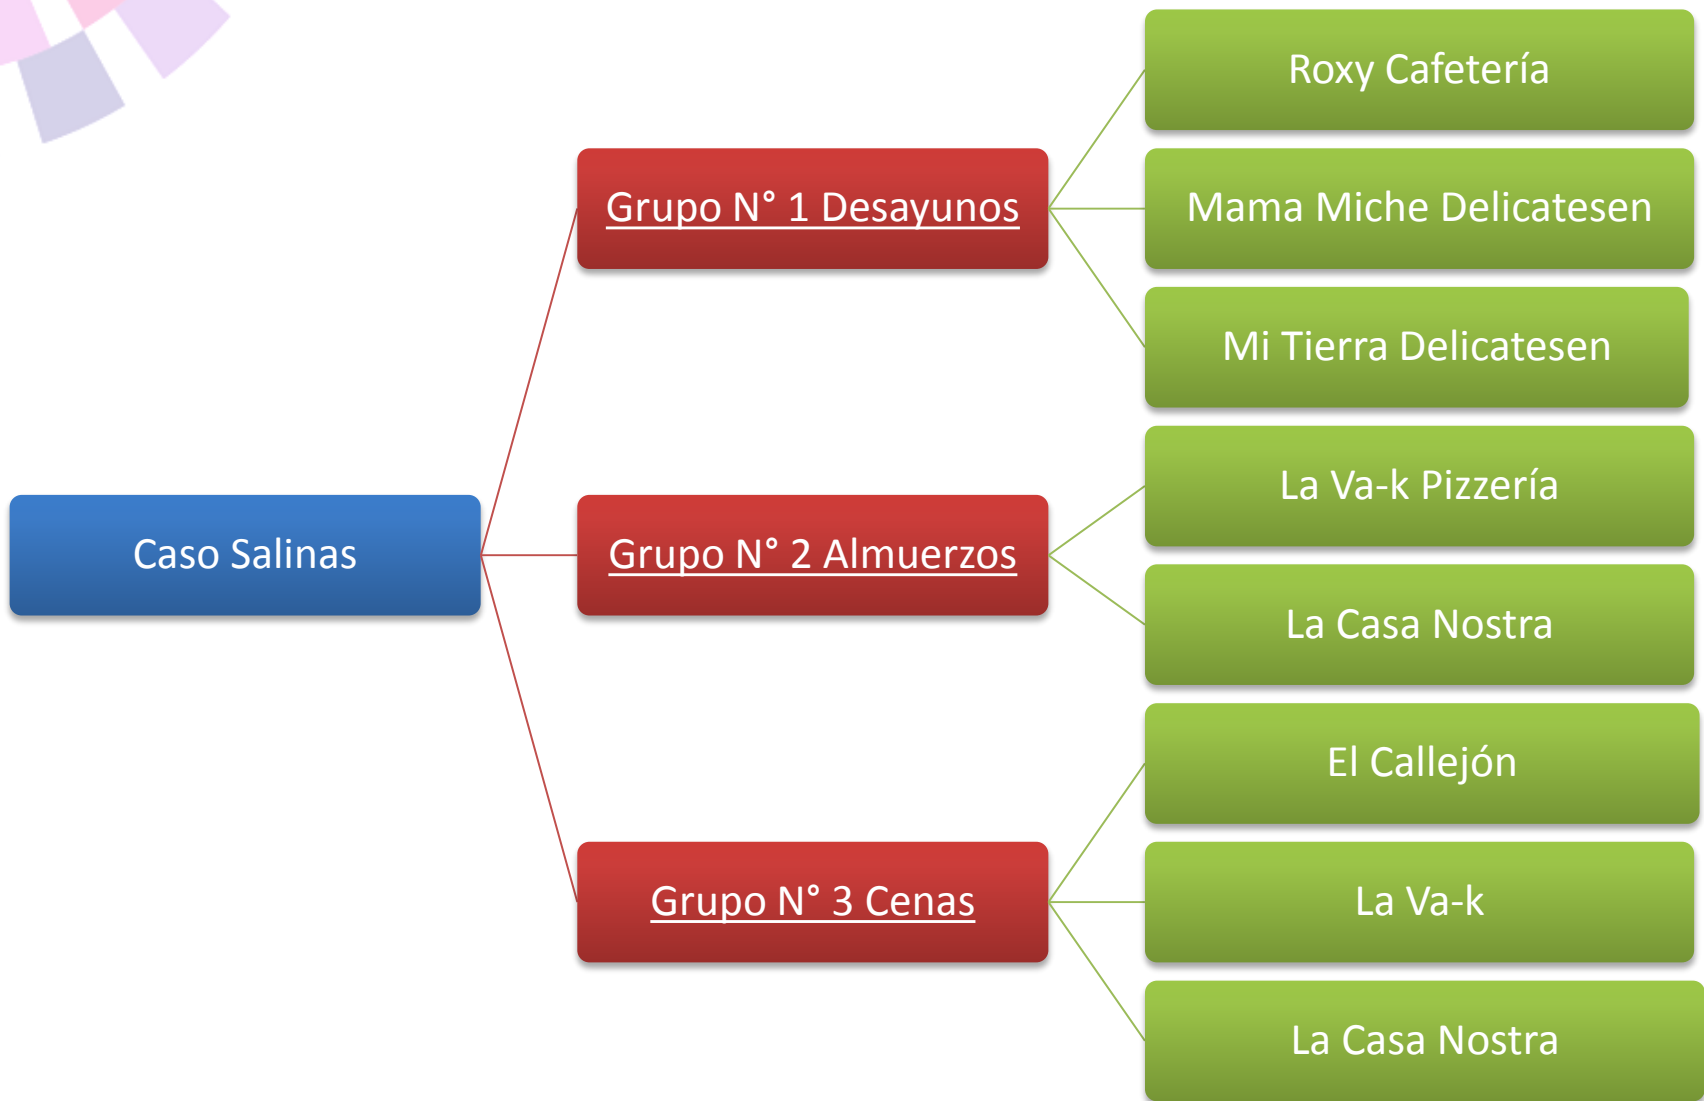 Caso Salinas
Grupo N° 1 Desayunos
Roxy Cafetería
Mama Miche Delicatesen
Mi Tierra Delicatesen
Grupo N° 2 Almuerzos
La Va-k Pizzería
La Casa Nostra
Grupo N° 3 Cenas
El Callejón
La Va-k
La Casa Nostra